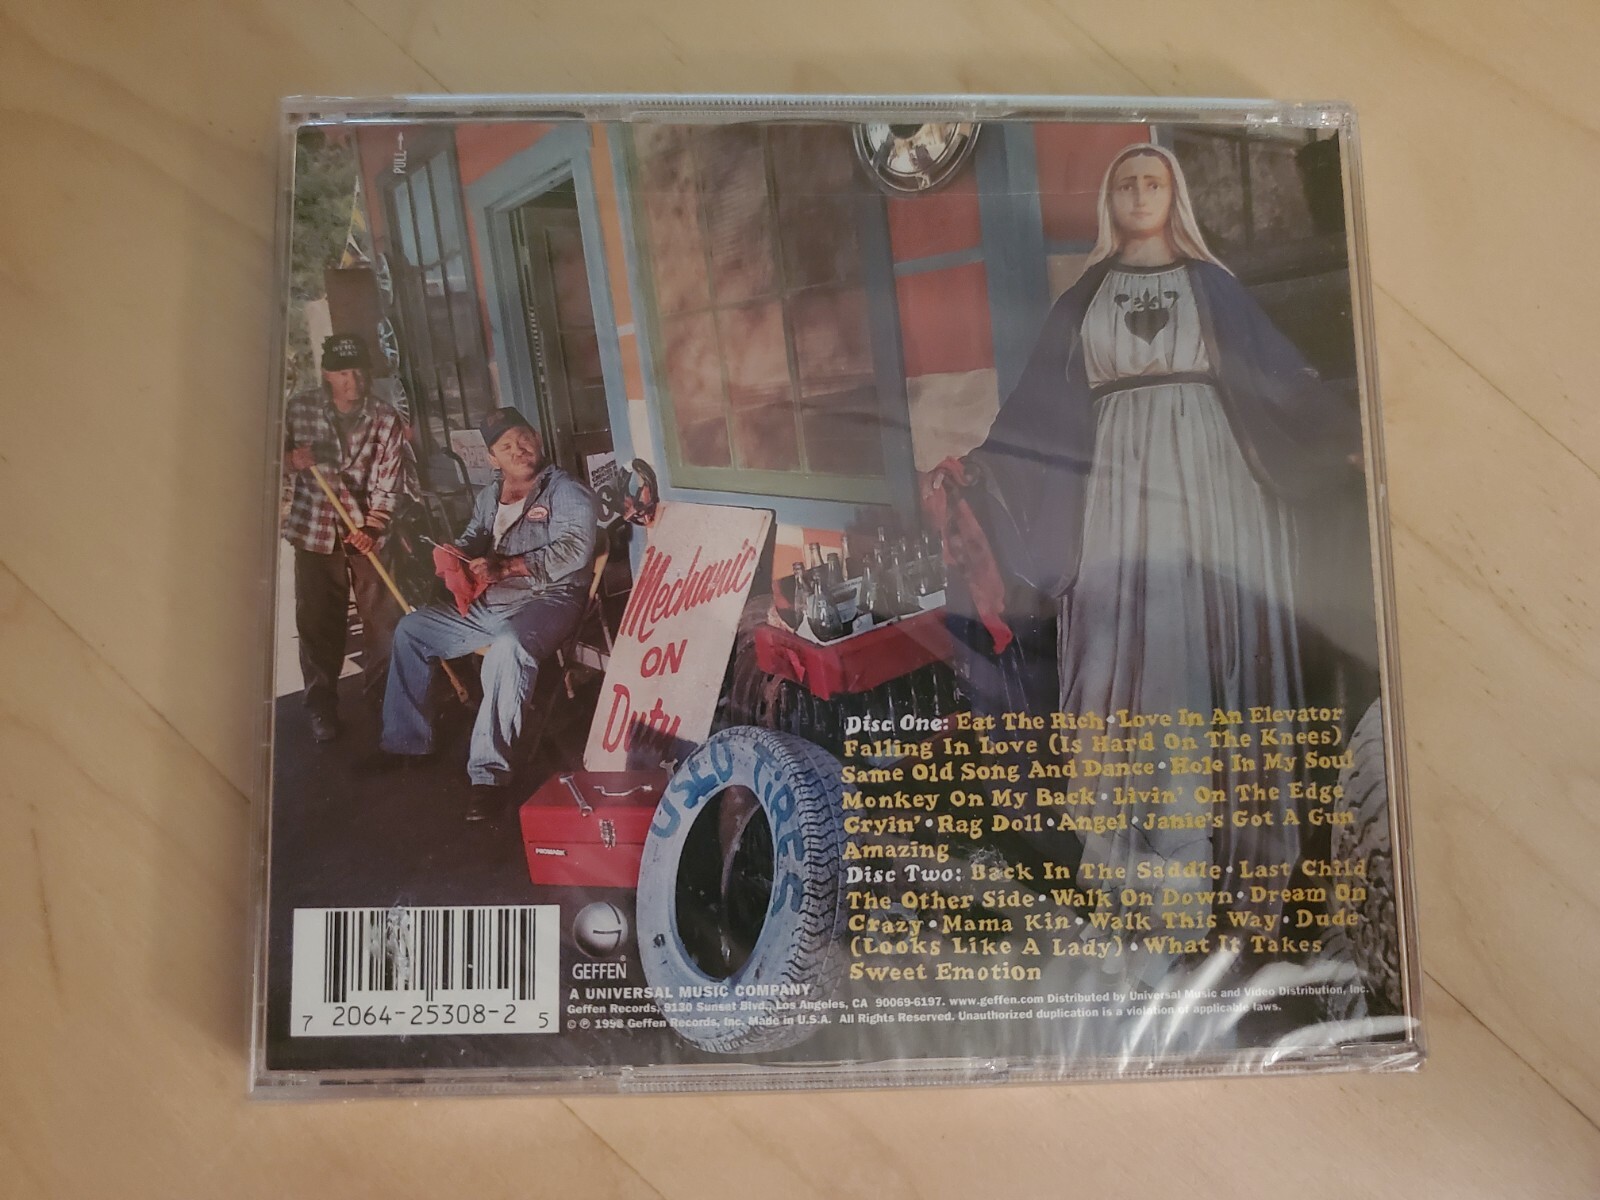 PULL→
Mechanic
ON
Duty
USED TIRES
Disc One: Eat The Rich•Love In An Elevator
Falling In Love (Is Hard On The Knees)
Same Old Song And Dance•Hole In My Soul
Monkey On My Back•Livin' On The Edge
Cryin'•Rag Doll•Angel•Janie's Got A Gun
Amazing
Disc Two: Back In The Saddle•Last Child
The Other Side•Walk On Down•Dream On
Crazy•Mama Kin•Walk This Way•Dude
(Looks Like A Lady)•What It Takes
Sweet Emotion
GEFFEN®
A UNIVERSAL MUSIC COMPANY
Geffen Records, 9130 Sunset Blvd., Los Angeles, CA 90069-6197. www.geffen.com Distributed by Universal Music and Video Distribution, Inc.
© ℗ 1998 Geffen Records, Inc. Made in U.S.A. All Rights Reserved. Unauthorized duplication is a violation of applicable laws.
7 2064-25308-2 5